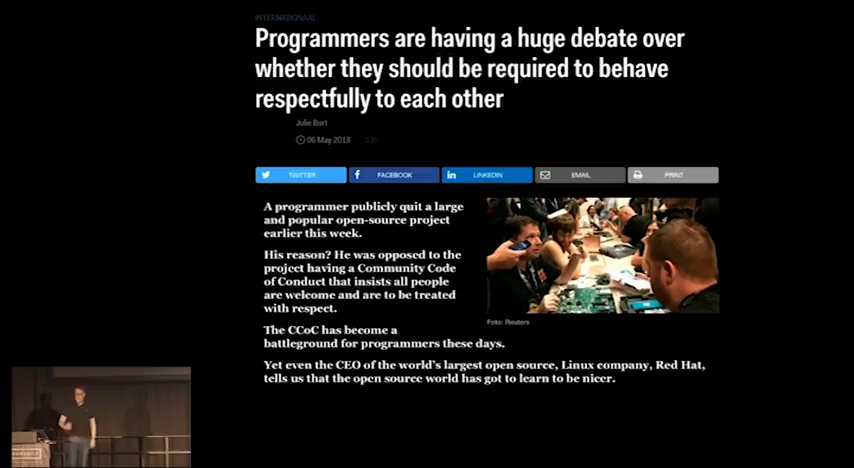 INTERNATIONAAL
Programmers are having a huge debate over
whether they should be required to behave
respectfully to each other
Julie Bort
06 May 2018
TWITTER
FACEBOOK
LINKEDIN
EMAIL
PRINT
A programmer publicly quit a large
and popular open-source project
earlier this week.
His reason? He was opposed to the
project having a Community Code
of Conduct that insists all people
are welcome and are to be treated
with respect.
The CCoC has become a
battleground for programmers these days.
Yet even the CEO of the world's largest open source, Linux company, Red Hat,
tells us that the open source world has got to learn to be nicer.
Foto: Reuters